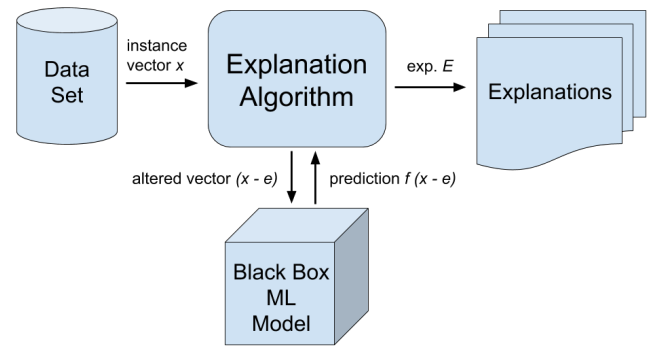 Data
Set
instance
vector x
Explanation
Algorithm
exp. E
Explanations
altered vector (x - e)
prediction f (x - e)
Black Box
ML
Model